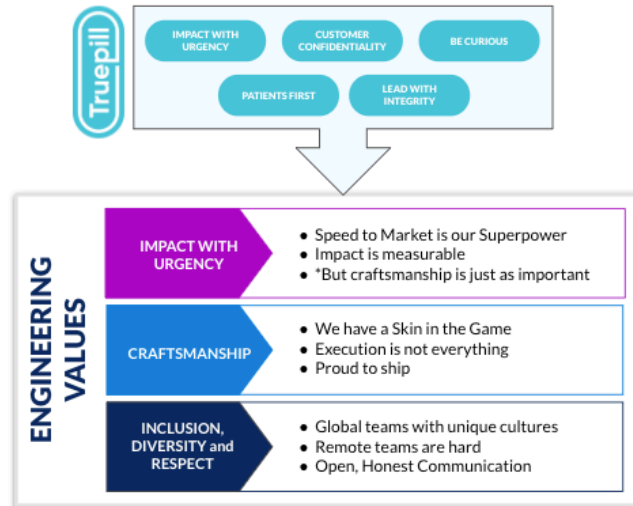 Truepill
IMPACT WITH
URGENCY
CUSTOMER
CONFIDENTIALITY
BE CURIOUS
PATIENTS FIRST
LEAD WITH
INTEGRITY
ENGINEERING
VALUES
IMPACT WITH
URGENCY
● Speed to Market is our Superpower
● Impact is measurable
● *But craftsmanship is just as important
CRAFTSMANSHIP
● We have a Skin in the Game
● Execution is not everything
● Proud to ship
INCLUSION,
DIVERSITY and
RESPECT
● Global teams with unique cultures
● Remote teams are hard
● Open, Honest Communication